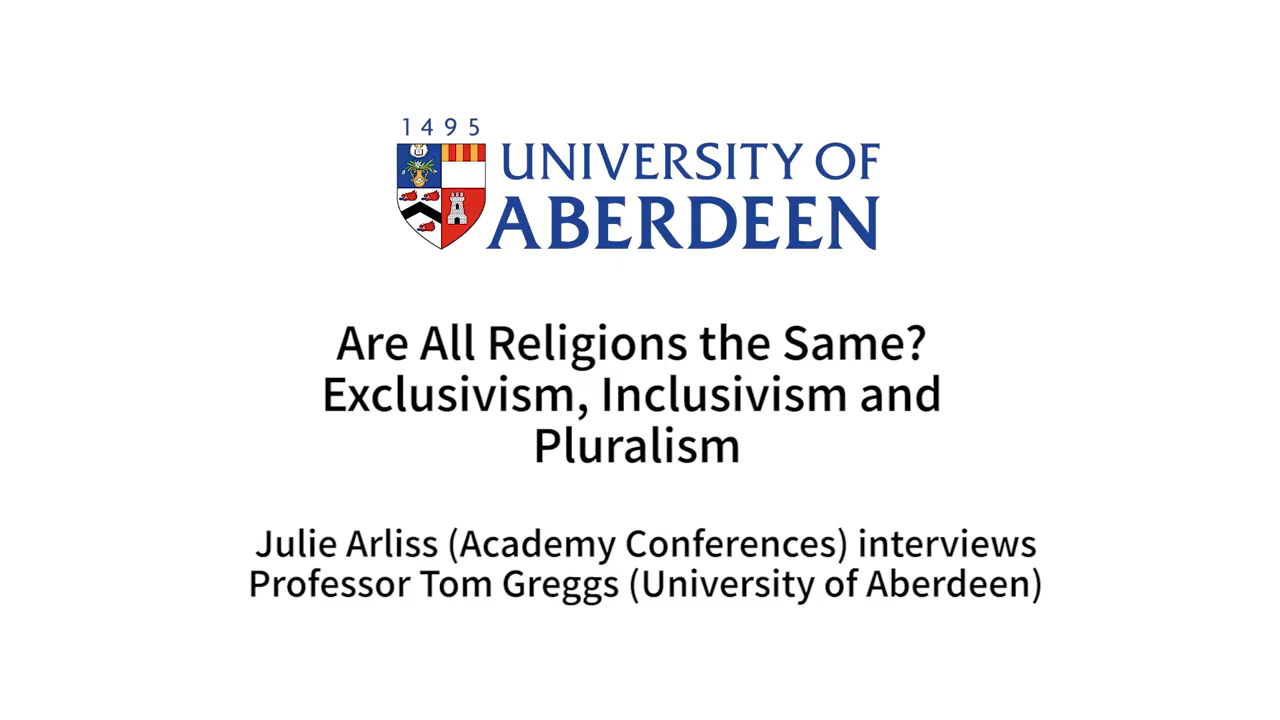 1495
UNIVERSITY OF
ABERDEEN
Are All Religions the Same?
Exclusivism, Inclusivism and
Pluralism
Julie Arliss (Academy Conferences) interviews
Professor Tom Greggs (University of Aberdeen)